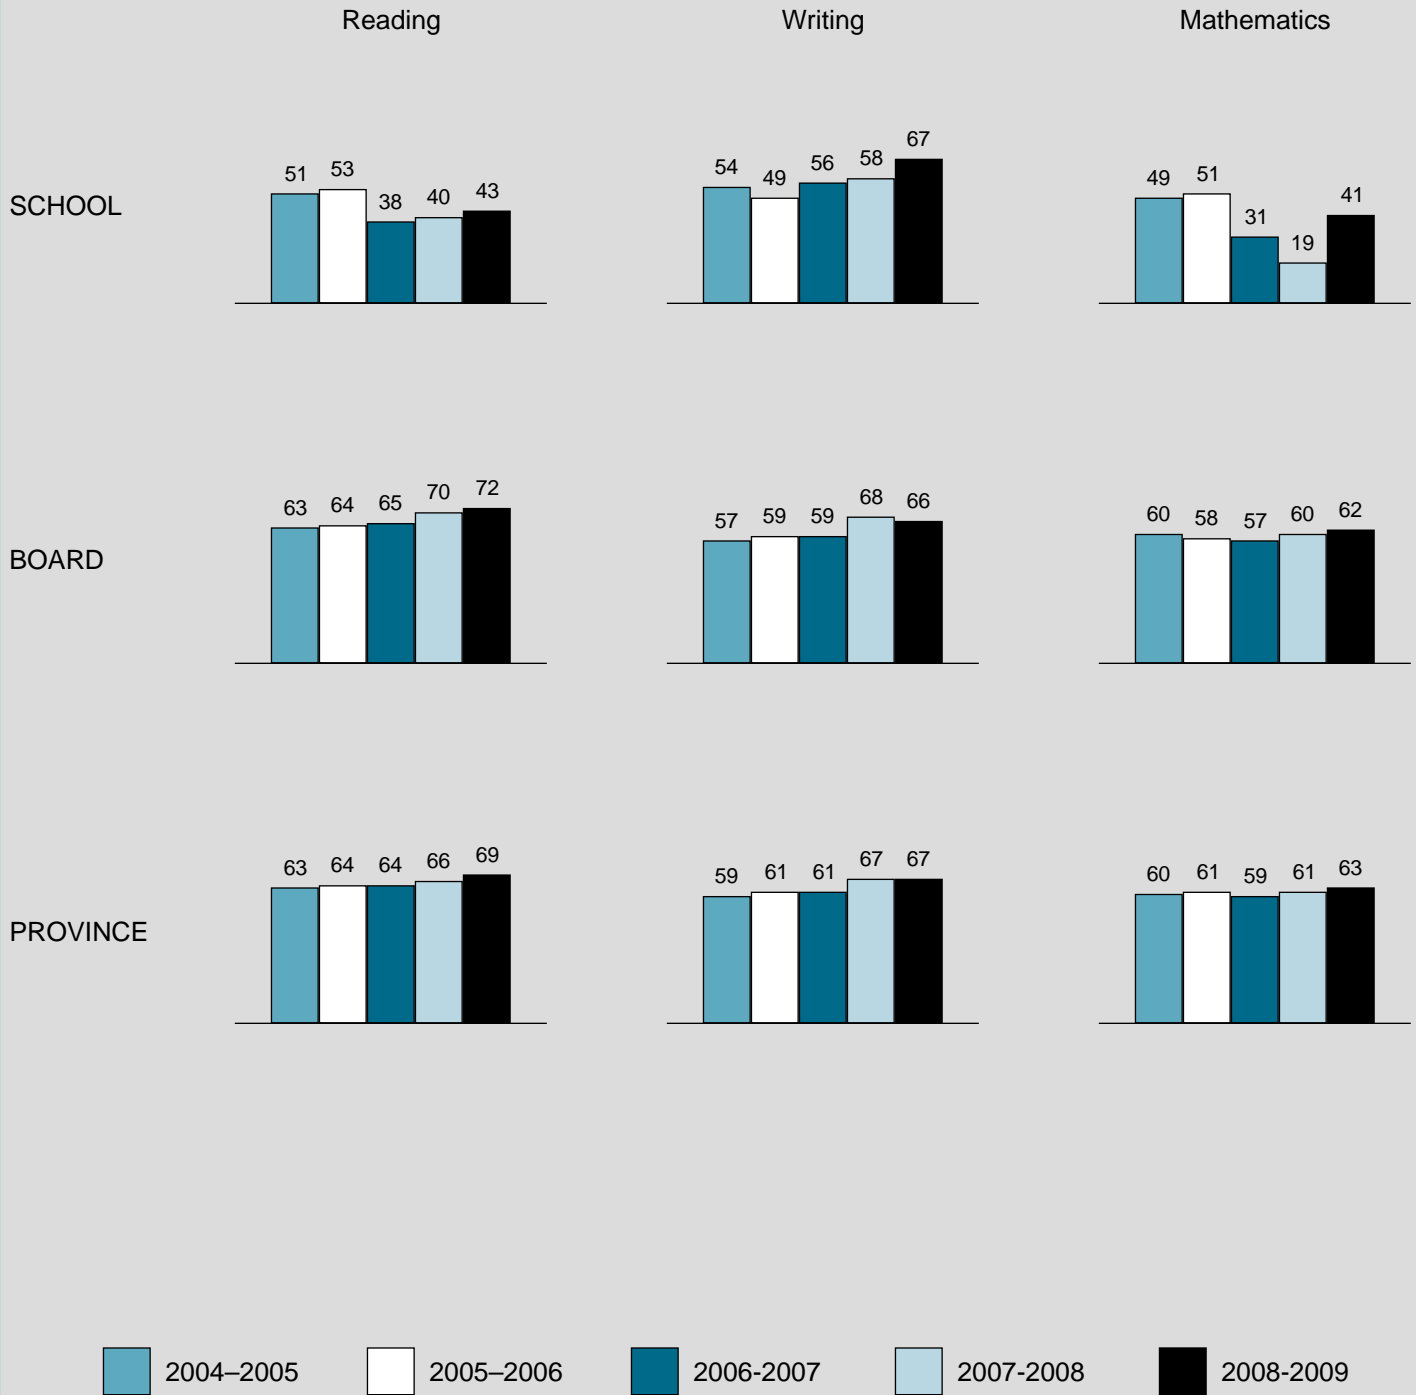 Reading Writing Mathematics
SCHOOL
51 53 38 40 43
54 49 56 58 67
49 51 31 19 41
BOARD
63 64 65 70 72
57 59 59 68 66
60 58 57 60 62
PROVINCE
63 64 64 66 69
59 61 61 67 67
60 61 59 61 63
2004–2005 2005–2006 2006-2007 2007-2008 2008-2009